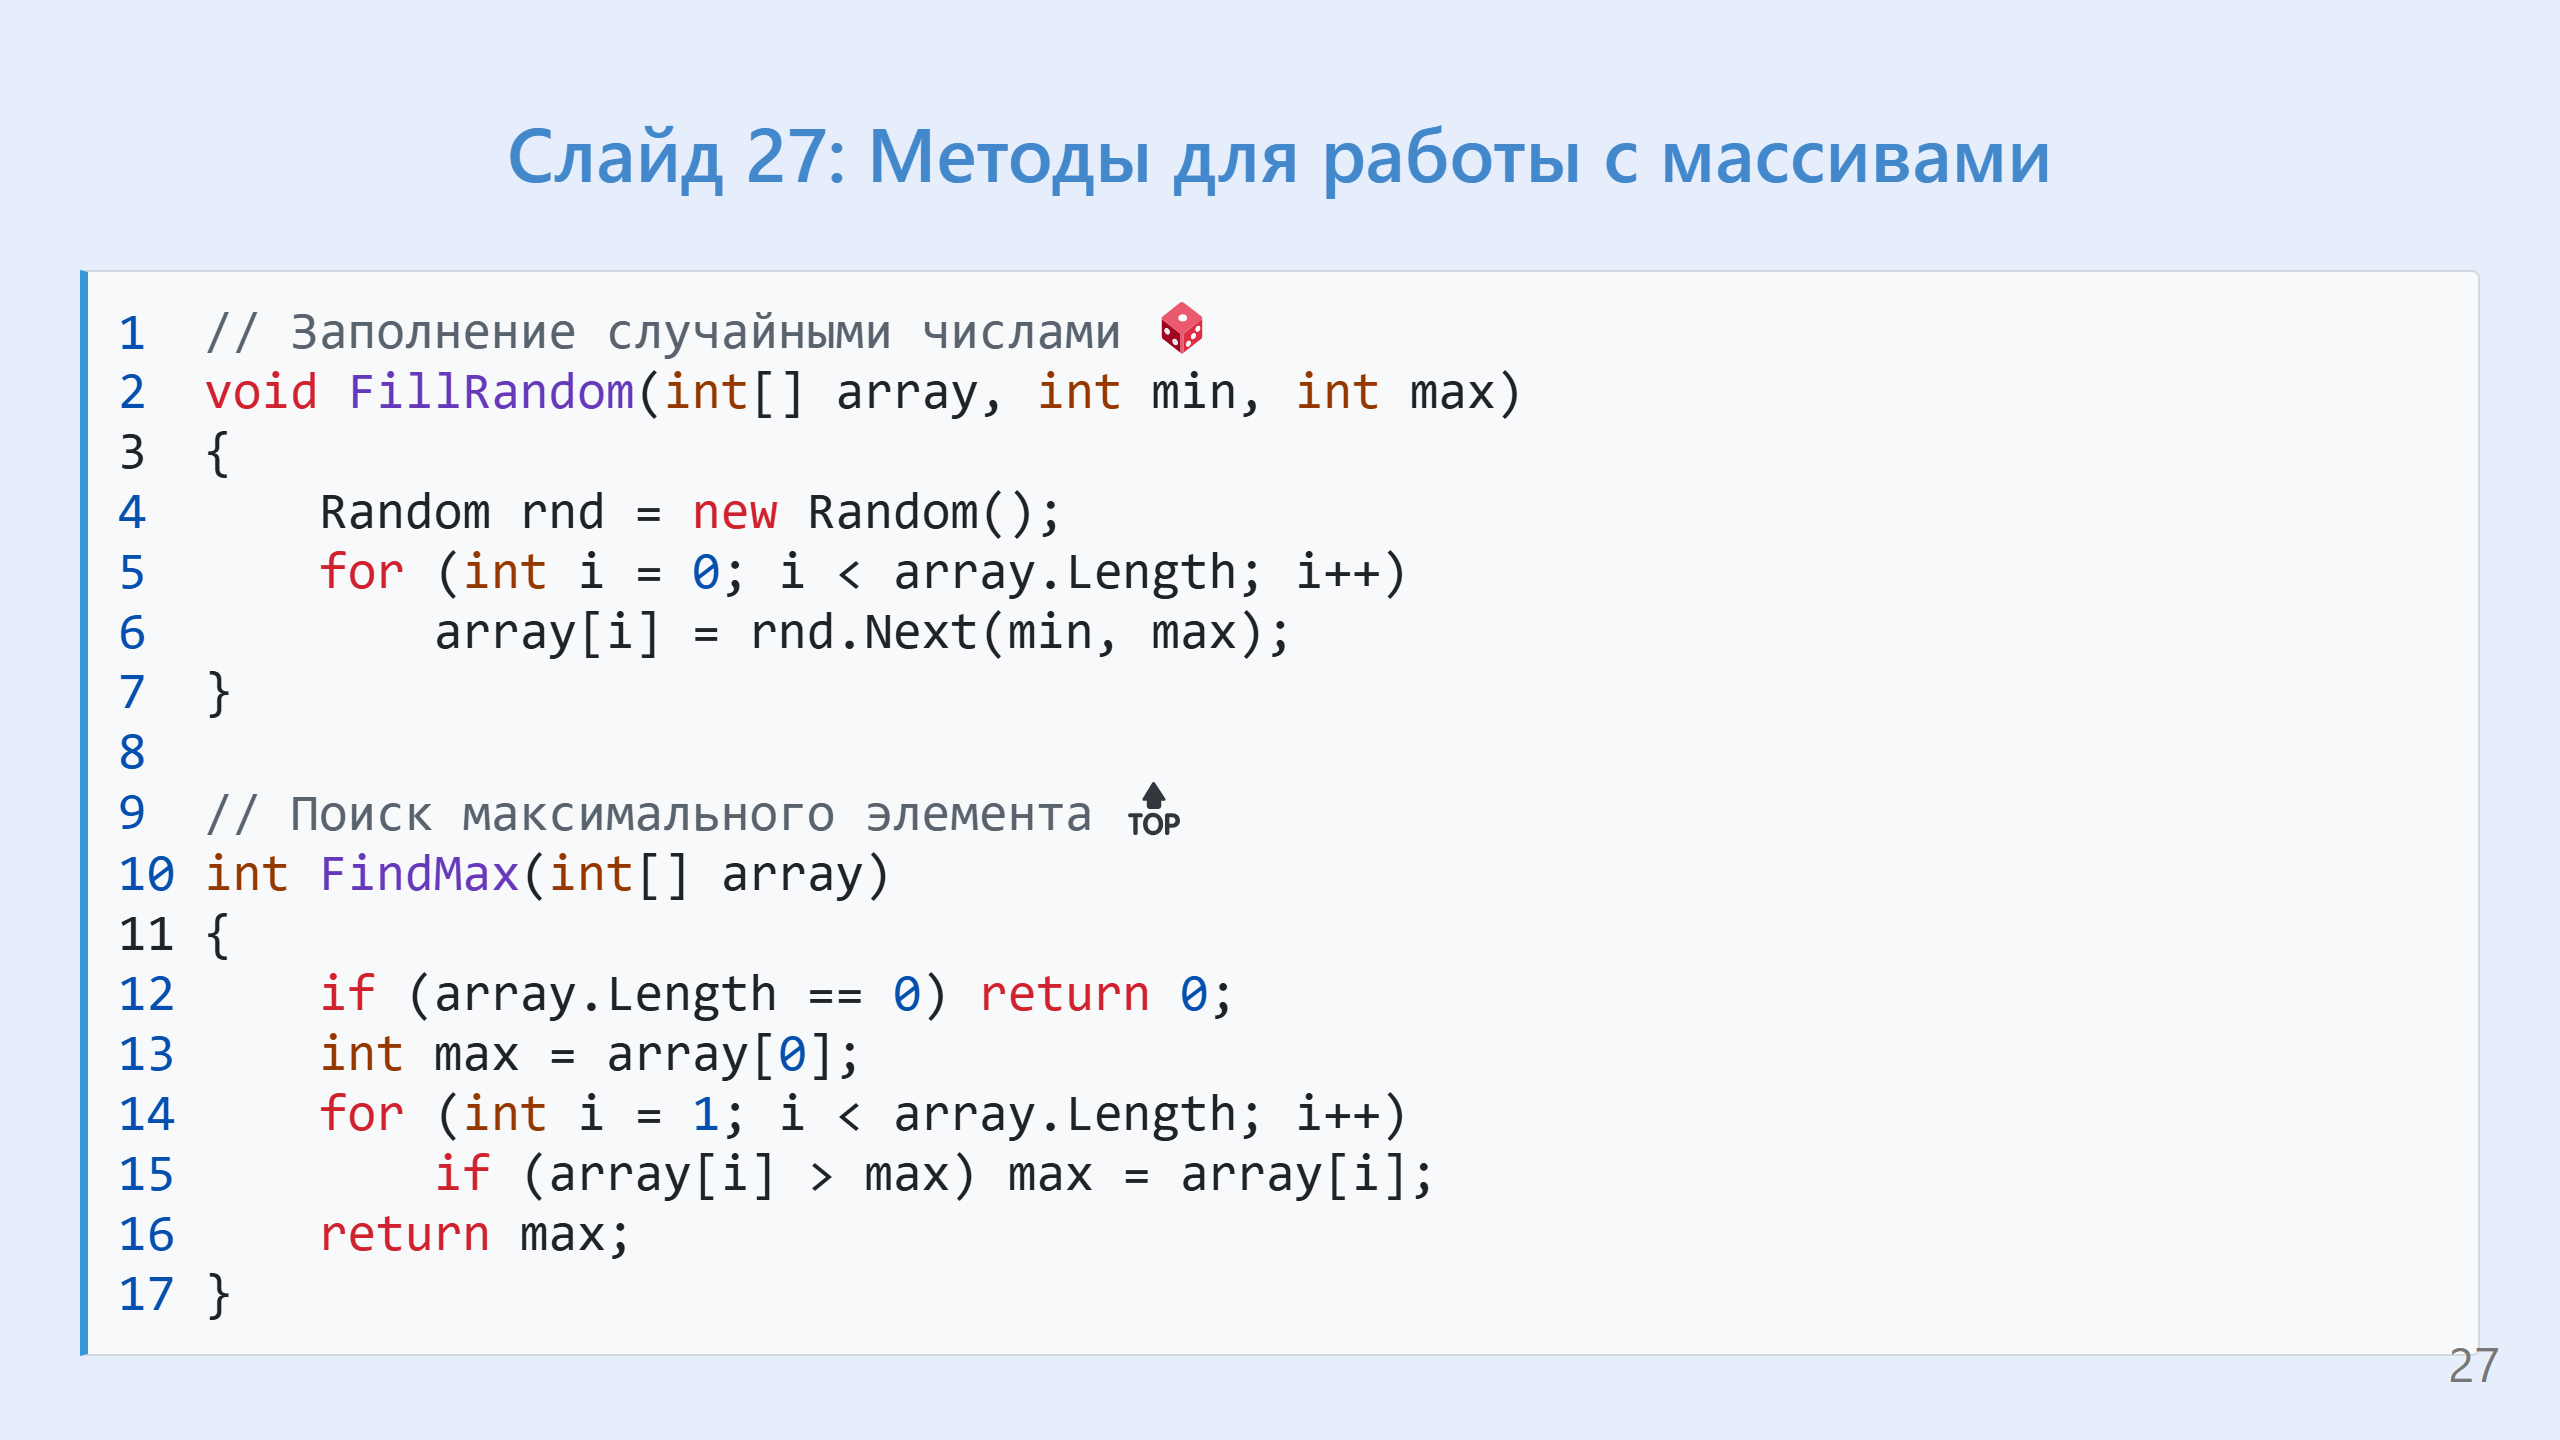 Слайд 27: Методы для работы с массивами
1 // Заполнение случайными числами 🎲
2 void FillRandom(int[] array, int min, int max)
3 {
4     Random rnd = new Random();
5     for (int i = 0; i < array.Length; i++)
6         array[i] = rnd.Next(min, max);
7 }
8
9 // Поиск максимального элемента 🔝
10 int FindMax(int[] array)
11 {
12     if (array.Length == 0) return 0;
13     int max = array[0];
14     for (int i = 1; i < array.Length; i++)
15         if (array[i] > max) max = array[i];
16     return max;
17 }
27